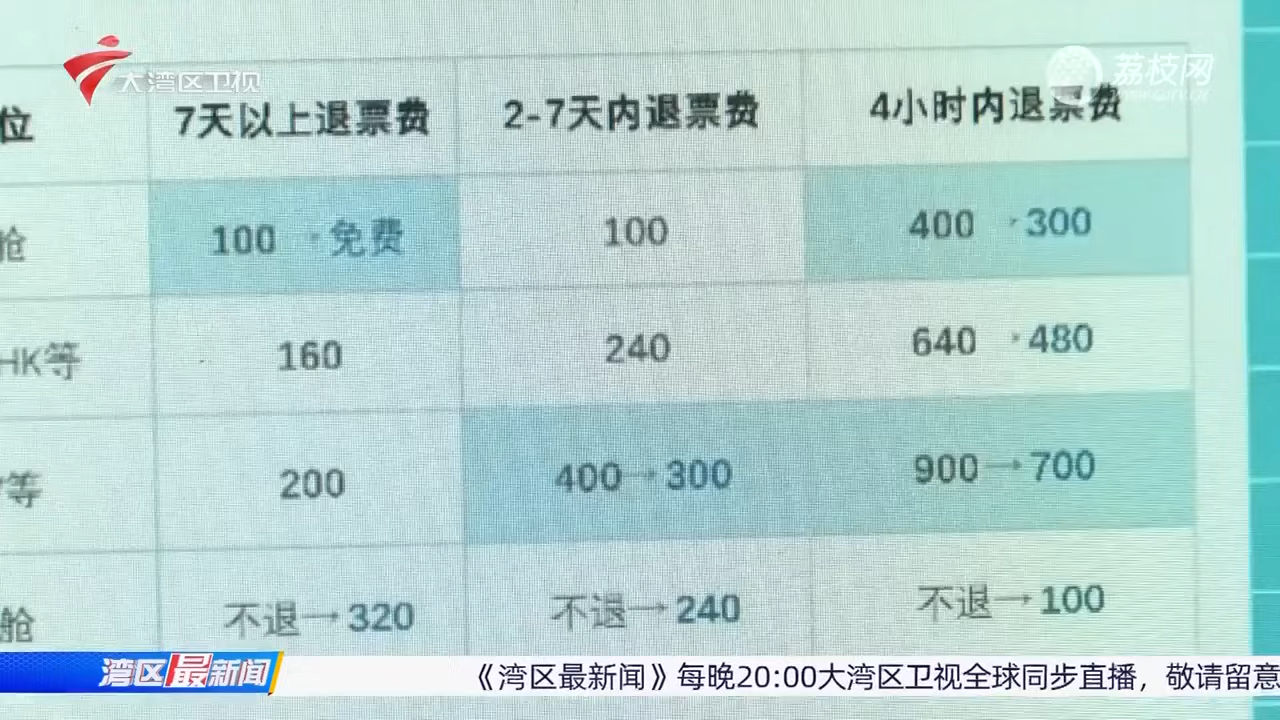 大湾区卫视
荔枝网
位 7天以上退票费 2-7天内退票费 4小时内退票费
舱 100→免费 100 400→300
HK等 160 240 640→480
等 200 400→300 900→700
舱 不退→320 不退→240 不退→100
湾区最新闻
《湾区最新闻》每晚20:00大湾区卫视全球同步直播，敬请留意